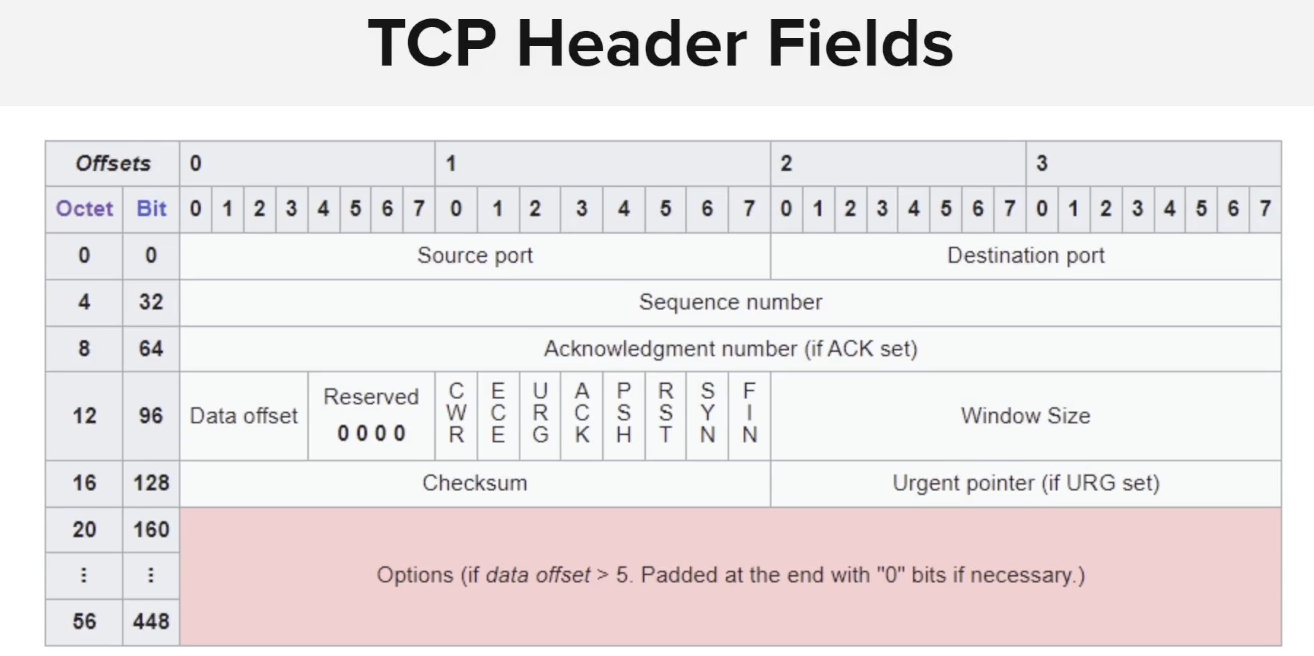 TCP Header Fields
Offsets 0 1 2 3
Octet Bit 0 1 2 3 4 5 6 7 0 1 2 3 4 5 6 7 0 1 2 3 4 5 6 7 0 1 2 3 4 5 6 7
0 0 Source port Destination port
4 32 Sequence number
8 64 Acknowledgment number (if ACK set)
12 96 Data offset Reserved 0 0 0 0 CWR ECE URG ACK PSH RST SYN FIN Window Size
16 128 Checksum Urgent pointer (if URG set)
20 160
⋮ ⋮ Options (if data offset > 5. Padded at the end with "0" bits if necessary.)
56 448